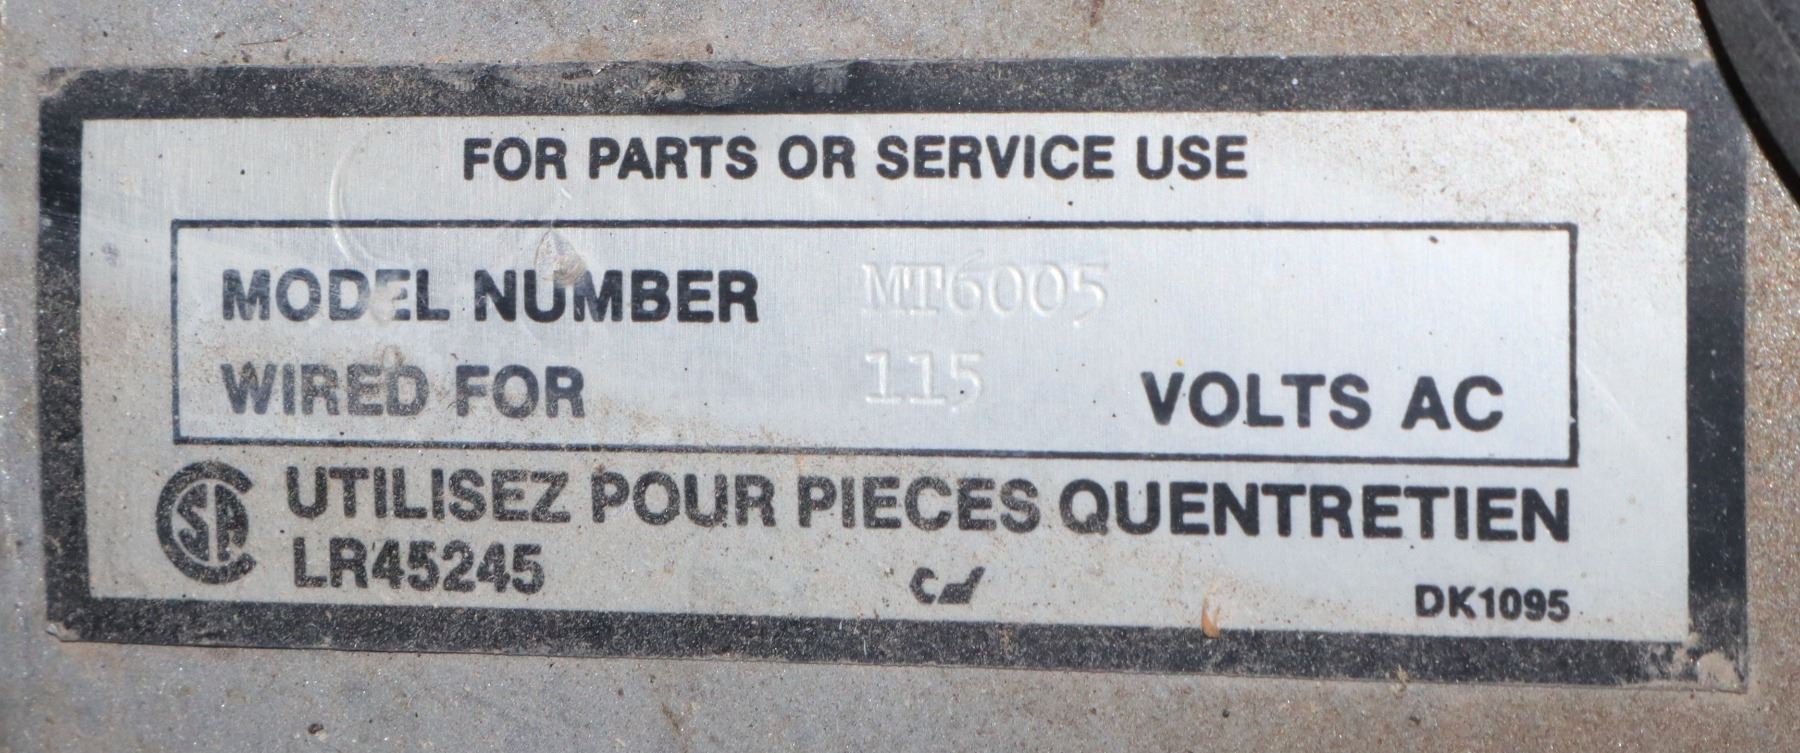 FOR PARTS OR SERVICE USE
MODEL NUMBER MT6005
WIRED FOR 115 VOLTS AC
UTILISEZ POUR PIECES QUENTRETIEN
LR45245
DK1095